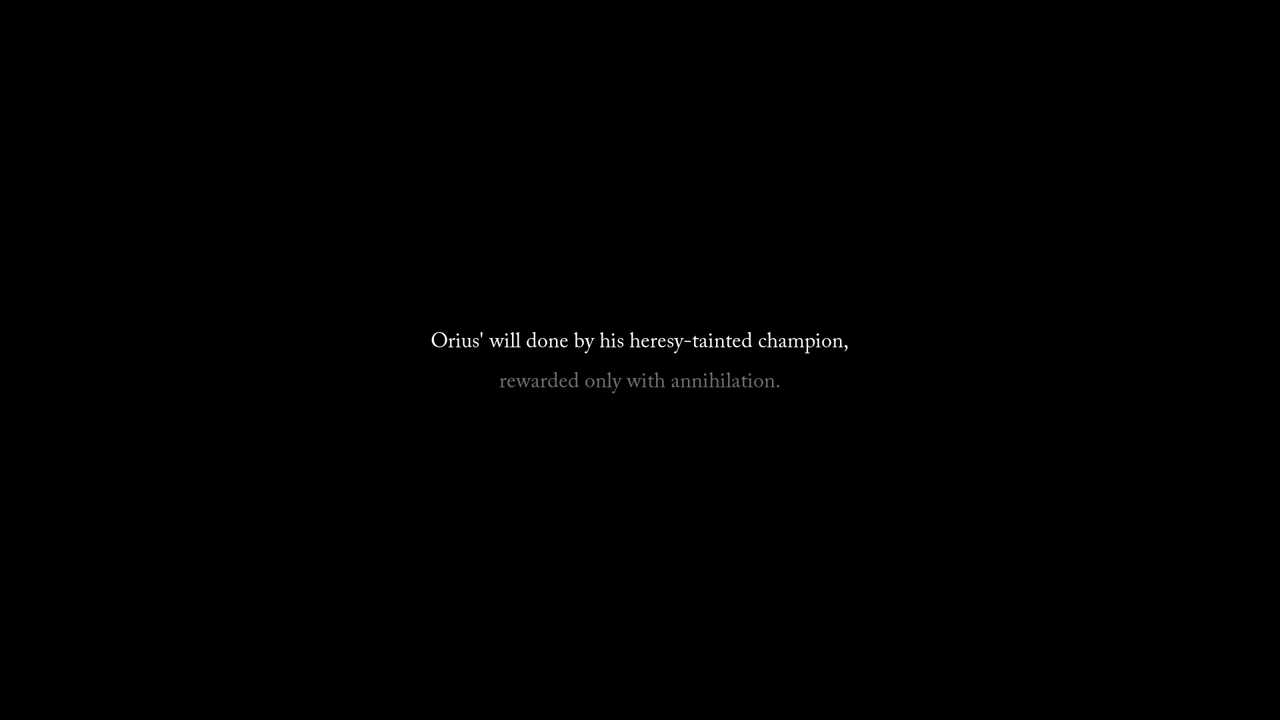 Orius' will done by his heresy-tainted champion,
rewarded only with annihilation.